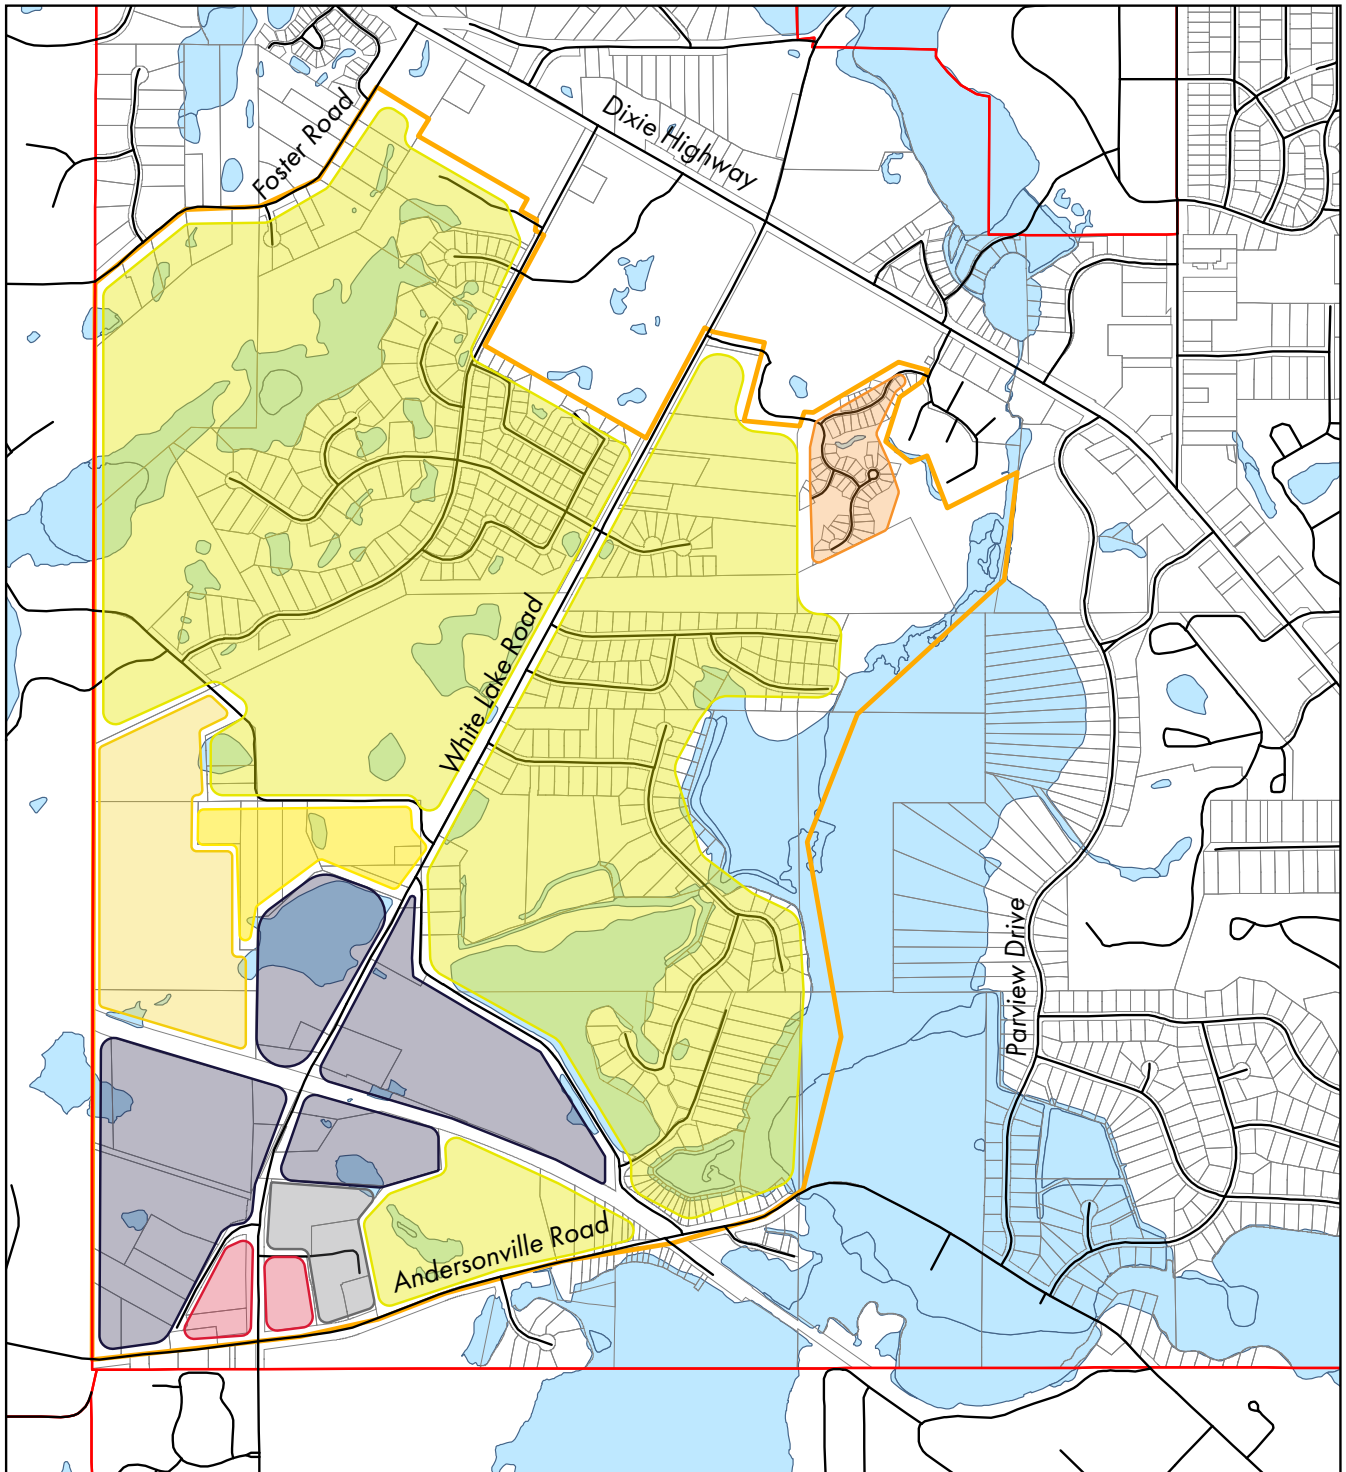 Dixie Highway
Foster Road
White Lake Road
Parview Drive
Andersonville Road